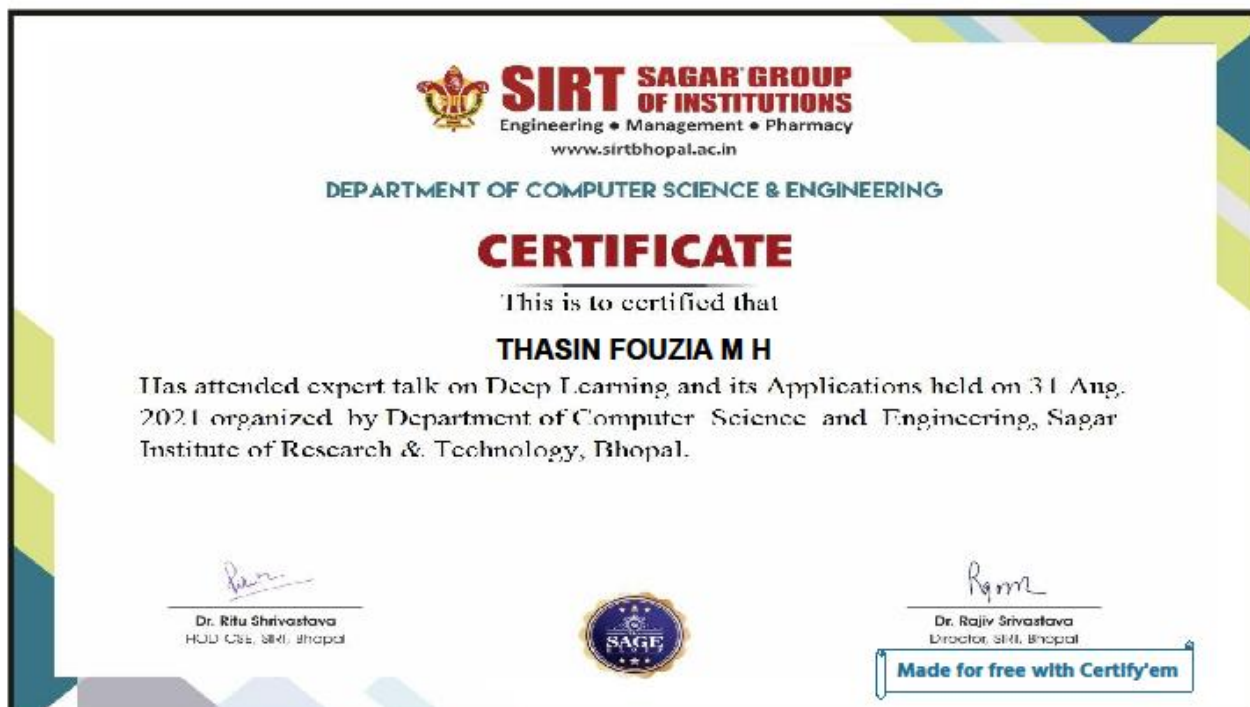 SIRT SAGAR GROUP
OF INSTITUTIONS
Engineering • Management • Pharmacy
www.sirtbhopal.ac.in
DEPARTMENT OF COMPUTER SCIENCE & ENGINEERING
CERTIFICATE
This is to certified that
THASIN FOUZIA M H
Has attended expert talk on Deep Learning and its Applications held on 31 Aug.
2021 organized by Department of Computer Science and Engineering, Sagar
Institute of Research & Technology, Bhopal.
Dr. Ritu Shrivastava
HOD CSE, SIRT, Bhopal
SAGE
Dr. Rajiv Srivastava
Director, SIRT, Bhopal
Made for free with Certify'em